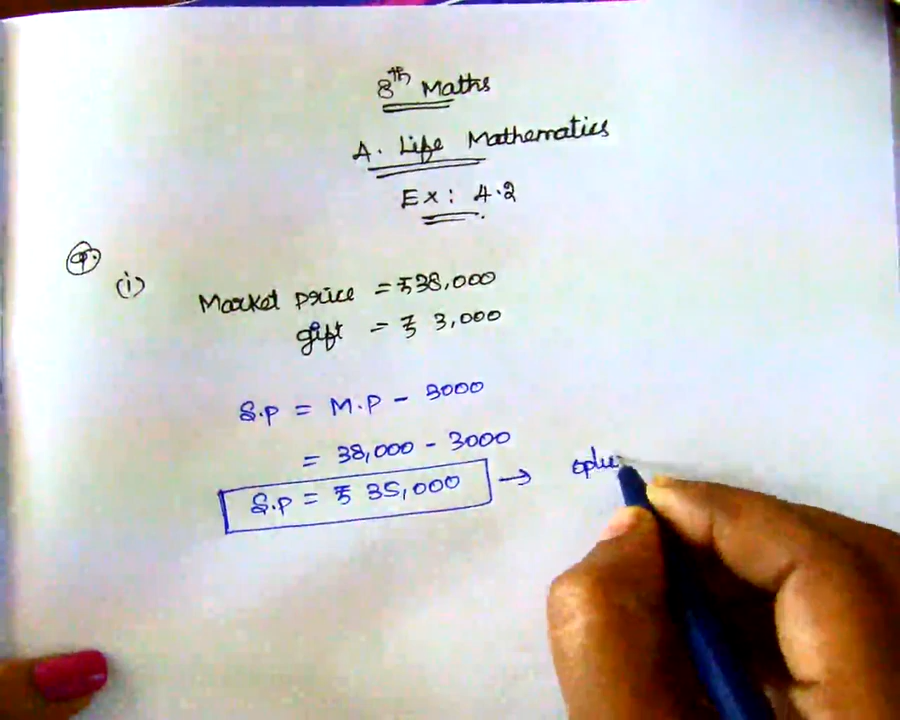 8th Maths
4. Life Mathematics
Ex: 4.2
9.
(i)
Market price = ₹38,000
gift = ₹ 3,000
S.P = M.P - 3000
= 38,000 - 3000
S.P = ₹ 35,000 →